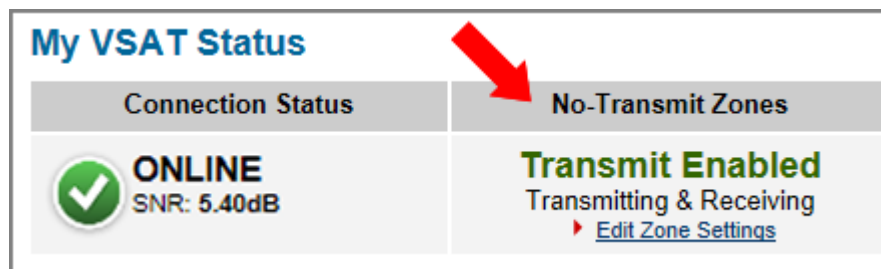 My VSAT Status
Connection Status
No-Transmit Zones
ONLINE
SNR: 5.40dB
Transmit Enabled
Transmitting & Receiving
Edit Zone Settings